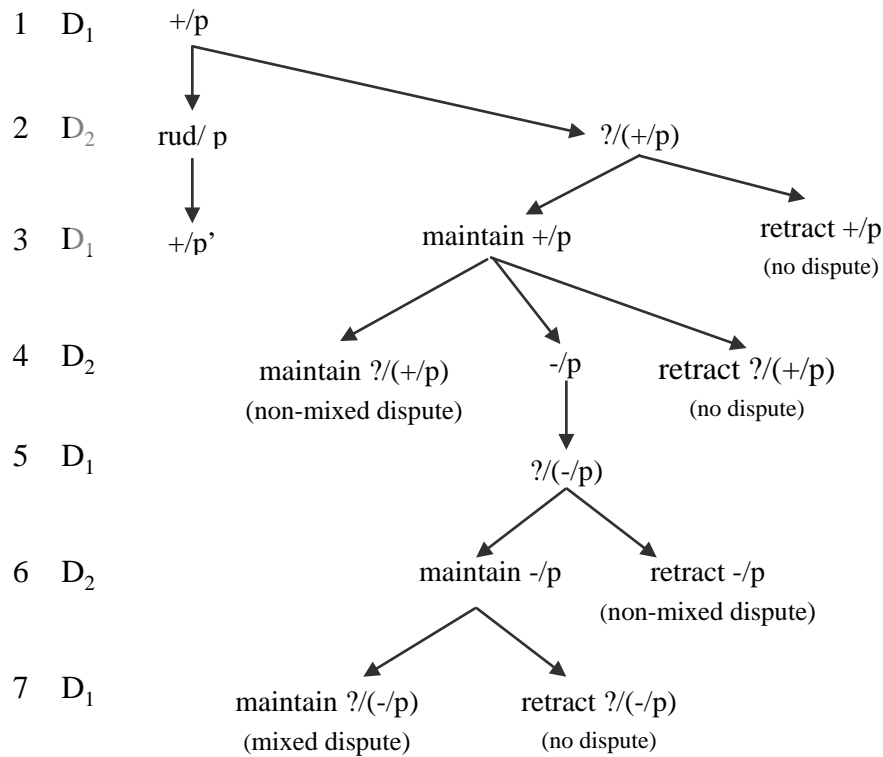 1 D₁ +/p
2 D₂ rud/ p ?/(+/p)
3 D₁ +/p’ maintain +/p retract +/p
(no dispute)
4 D₂ maintain ?/(+/p) -/p retract ?/(+/p)
(non-mixed dispute) (no dispute)
5 D₁ ?/(-/p)
6 D₂ maintain -/p retract -/p
(non-mixed dispute)
7 D₁ maintain ?/(-/p) retract ?/(-/p)
(mixed dispute) (no dispute)